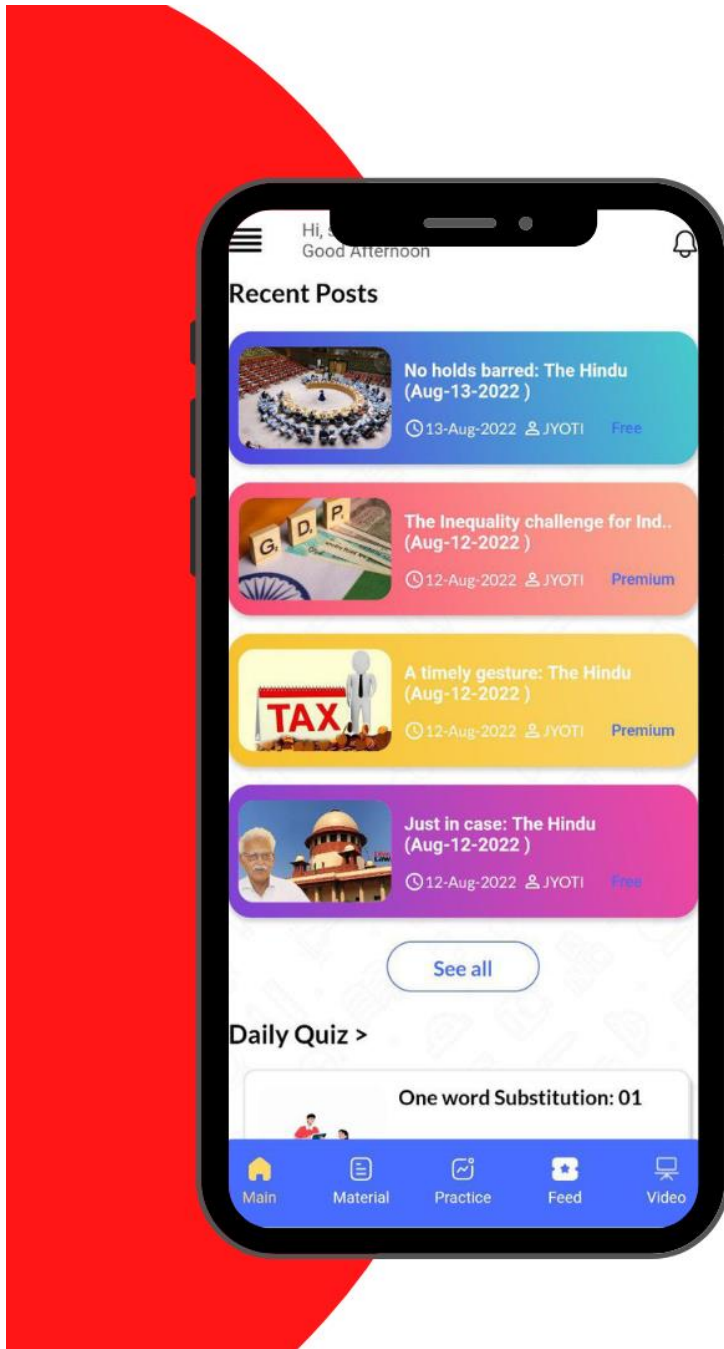 Hi,
Good Afternoon
Recent Posts
No holds barred: The Hindu
(Aug-13-2022 )
13-Aug-2022 JYOTI Free
G D P
The Inequality challenge for Ind..
(Aug-12-2022 )
12-Aug-2022 JYOTI Premium
TAX
A timely gesture: The Hindu
(Aug-12-2022 )
12-Aug-2022 JYOTI Premium
Just in case: The Hindu
(Aug-12-2022 )
12-Aug-2022 JYOTI Free
See all
Daily Quiz >
One word Substitution: 01
Main Material Practice Feed Video